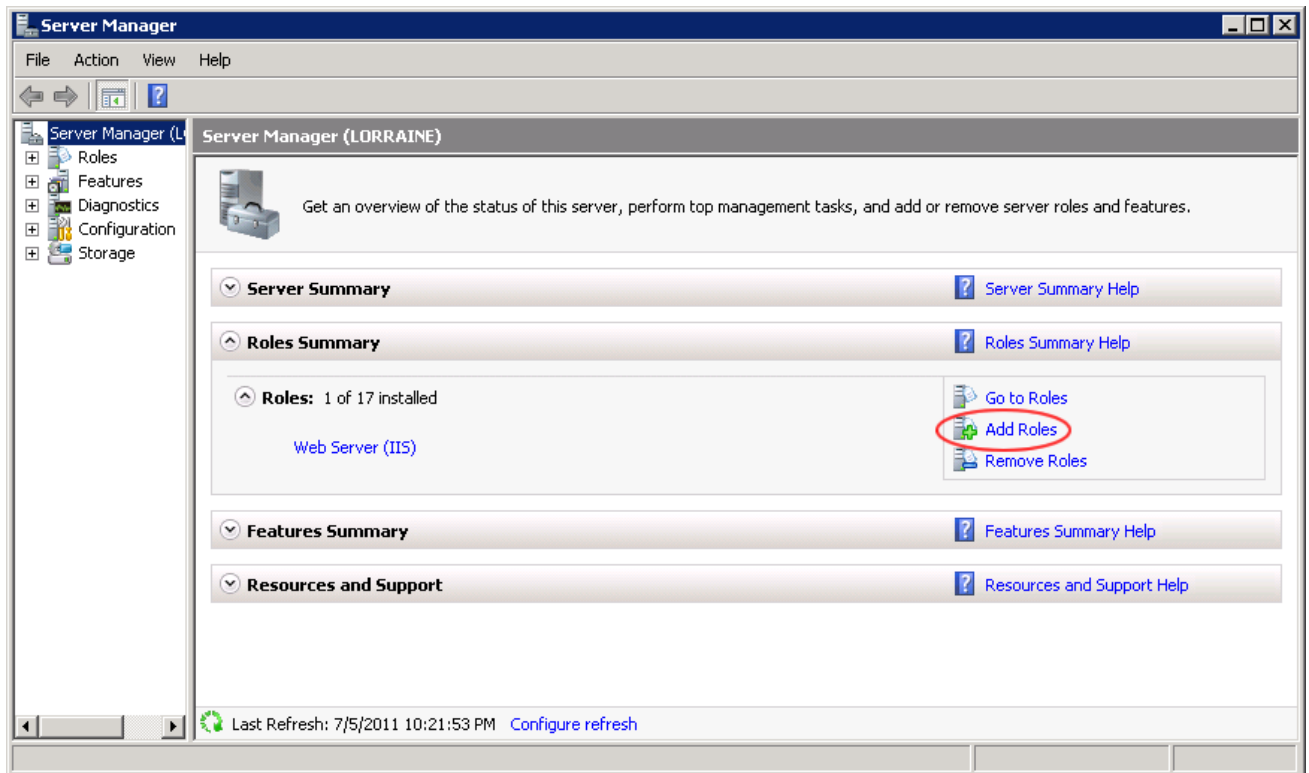 Server Manager
File Action View Help
Server Manager (L
Roles
Features
Diagnostics
Configuration
Storage
Server Manager (LORRAINE)
Get an overview of the status of this server, perform top management tasks, and add or remove server roles and features.
Server Summary
Server Summary Help
Roles Summary
Roles Summary Help
Roles: 1 of 17 installed
Web Server (IIS)
Go to Roles
Add Roles
Remove Roles
Features Summary
Features Summary Help
Resources and Support
Resources and Support Help
Last Refresh: 7/5/2011 10:21:53 PM Configure refresh